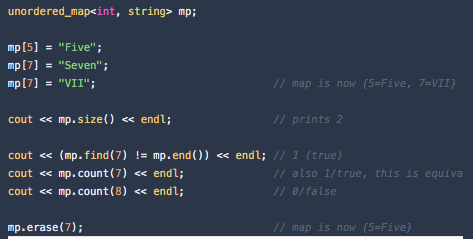 unordered_map<int, string> mp;
mp[5] = "Five";
mp[7] = "Seven";
mp[7] = "VII"; // map is now {5=Five, 7=VII}
cout << mp.size() << endl; // prints 2
cout << (mp.find(7) != mp.end()) << endl; // 1 (true)
cout << mp.count(7) << endl; // also 1/true, this is equiva
cout << mp.count(8) << endl; // 0/false
mp.erase(7); // map is now {5=Five}